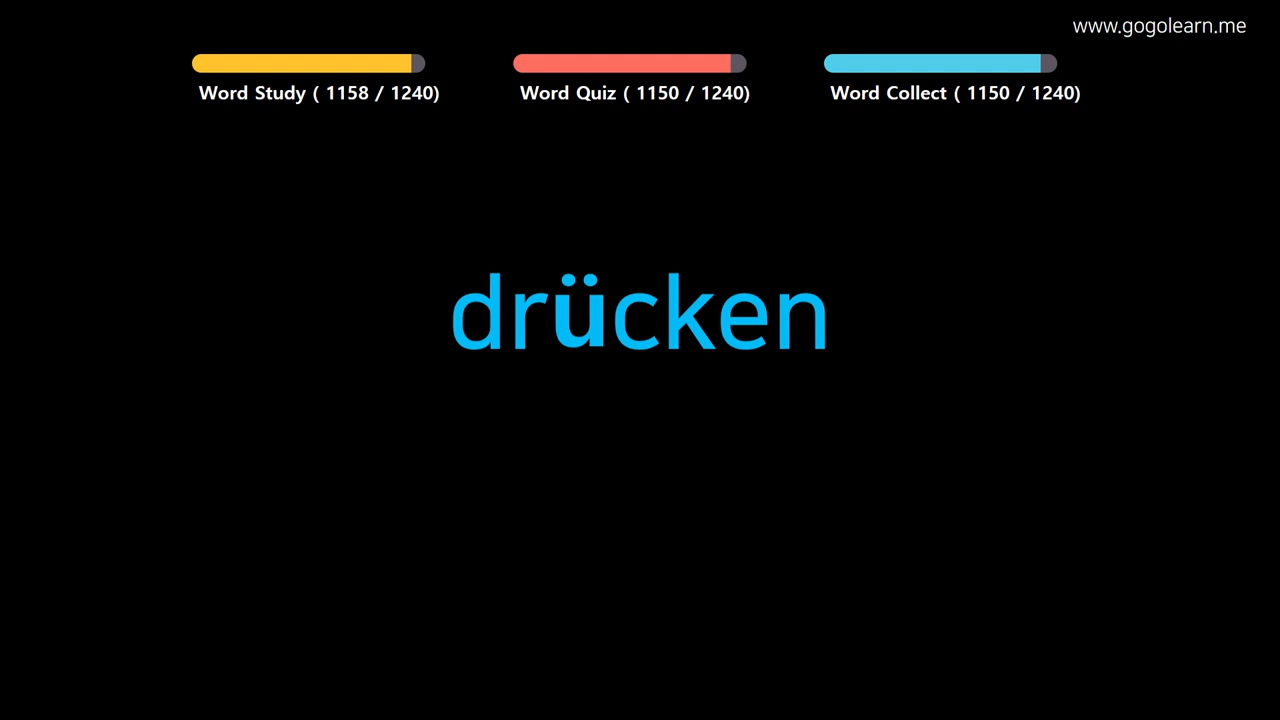 www.gogolearn.me
Word Study ( 1158 / 1240)
Word Quiz ( 1150 / 1240)
Word Collect ( 1150 / 1240)
drücken